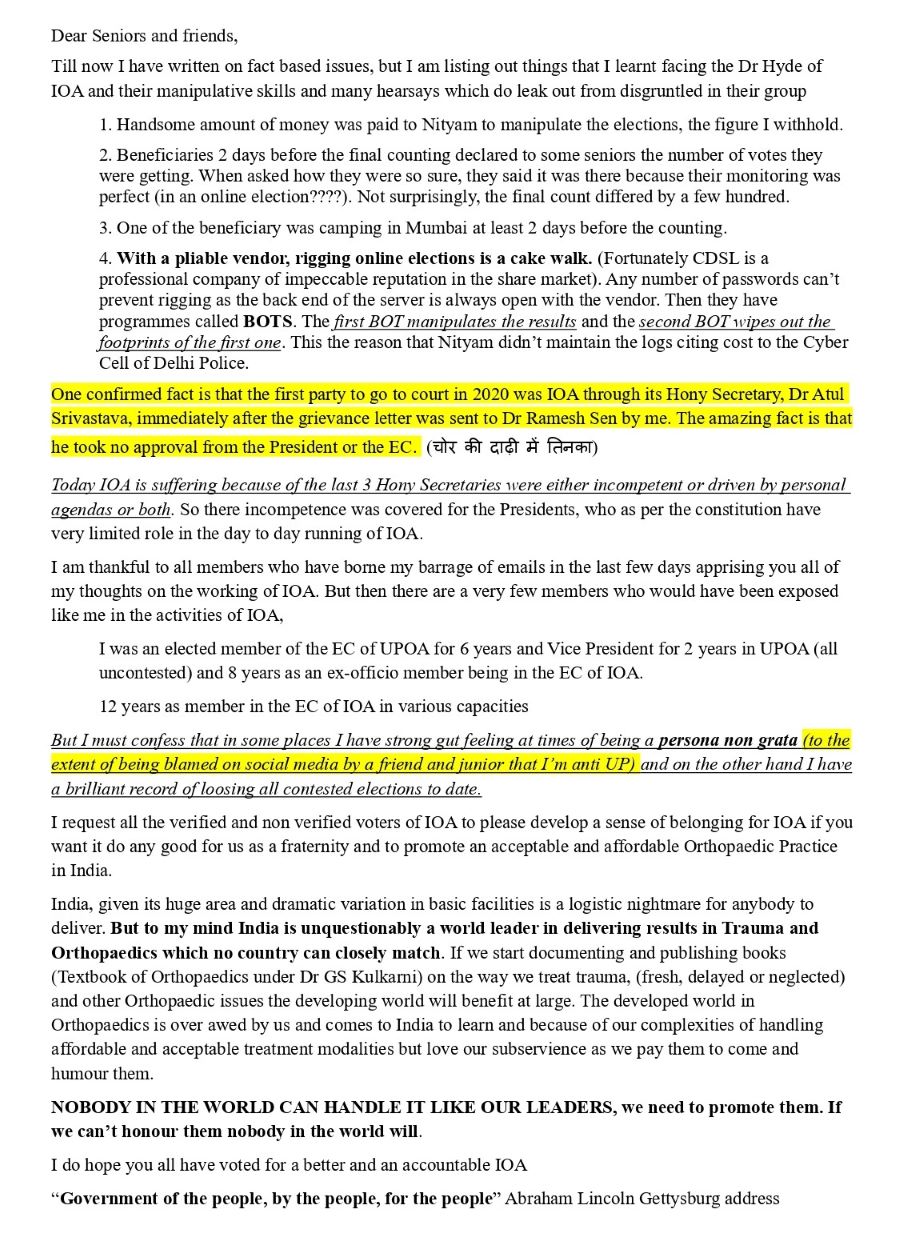 Dear Seniors and friends,
Till now I have written on fact based issues, but I am listing out things that I learnt facing the Dr Hyde of
IOA and their manipulative skills and many hearsays which do leak out from disgruntled in their group
1. Handsome amount of money was paid to Nityam to manipulate the elections, the figure I withhold.
2. Beneficiaries 2 days before the final counting declared to some seniors the number of votes they
were getting. When asked how they were so sure, they said it was there because their monitoring was
perfect (in an online election????). Not surprisingly, the final count differed by a few hundred.
3. One of the beneficiary was camping in Mumbai at least 2 days before the counting.
4. With a pliable vendor, rigging online elections is a cake walk. (Fortunately CDSL is a
professional company of impeccable reputation in the share market). Any number of passwords can't
prevent rigging as the back end of the server is always open with the vendor. Then they have
programmes called BOTS. The first BOT manipulates the results and the second BOT wipes out the
footprints of the first one. This the reason that Nityam didn't maintain the logs citing cost to the Cyber
Cell of Delhi Police.
One confirmed fact is that the first party to go to court in 2020 was IOA through its Hony Secretary, Dr Atul
Srivastava, immediately after the grievance letter was sent to Dr Ramesh Sen by me. The amazing fact is that
he took no approval from the President or the EC. (चोर की दाढ़ी में तिनका)
Today IOA is suffering because of the last 3 Hony Secretaries were either incompetent or driven by personal
agendas or both. So there incompetence was covered for the Presidents, who as per the constitution have
very limited role in the day to day running of IOA.
I am thankful to all members who have borne my barrage of emails in the last few days apprising you all of
my thoughts on the working of IOA. But then there are a very few members who would have been exposed
like me in the activities of IOA,
I was an elected member of the EC of UPOA for 6 years and Vice President for 2 years in UPOA (all
uncontested) and 8 years as an ex-officio member being in the EC of IOA.
12 years as member in the EC of IOA in various capacities
But I must confess that in some places I have strong gut feeling at times of being a persona non grata (to the
extent of being blamed on social media by a friend and junior that I'm anti UP) and on the other hand I have
a brilliant record of loosing all contested elections to date.
I request all the verified and non verified voters of IOA to please develop a sense of belonging for IOA if you
want it do any good for us as a fraternity and to promote an acceptable and affordable Orthopaedic Practice
in India.
India, given its huge area and dramatic variation in basic facilities is a logistic nightmare for anybody to
deliver. But to my mind India is unquestionably a world leader in delivering results in Trauma and
Orthopaedics which no country can closely match. If we start documenting and publishing books
(Textbook of Orthopaedics under Dr GS Kulkarni) on the way we treat trauma, (fresh, delayed or neglected)
and other Orthopaedic issues the developing world will benefit at large. The developed world in
Orthopaedics is over awed by us and comes to India to learn and because of our complexities of handling
affordable and acceptable treatment modalities but love our subservience as we pay them to come and
humour them.
NOBODY IN THE WORLD CAN HANDLE IT LIKE OUR LEADERS, we need to promote them. If
we can't honour them nobody in the world will.
I do hope you all have voted for a better and an accountable IOA
"Government of the people, by the people, for the people" Abraham Lincoln Gettysburg address